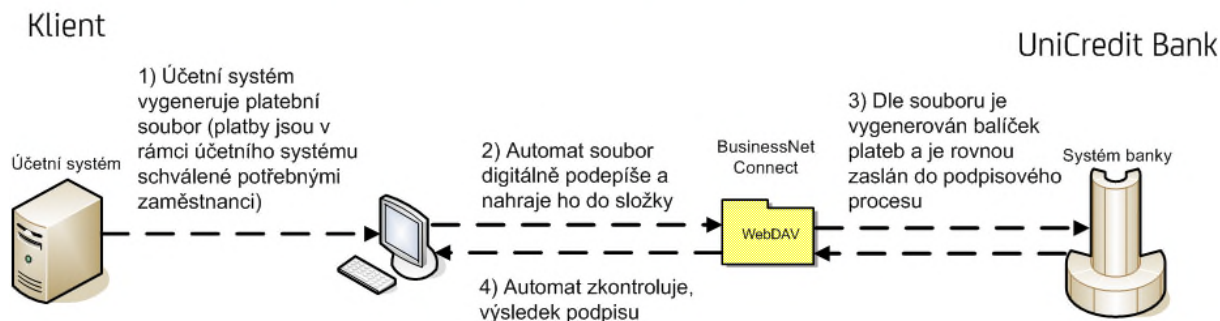 Klient
UniCredit Bank
1) Účetní systém
vygeneruje platební
soubor (platby jsou v
rámci účetního systému
schválené potřebnými
zaměstnanci)
Účetní systém
2) Automat soubor
digitálně podepíše a
nahraje ho do složky
BusinessNet
Connect
WebDAV
3) Dle souboru je
vygenerován balíček
plateb a je rovnou
zaslán do podpisového
procesu
Systém banky
4) Automat zkontroluje,
výsledek podpisu